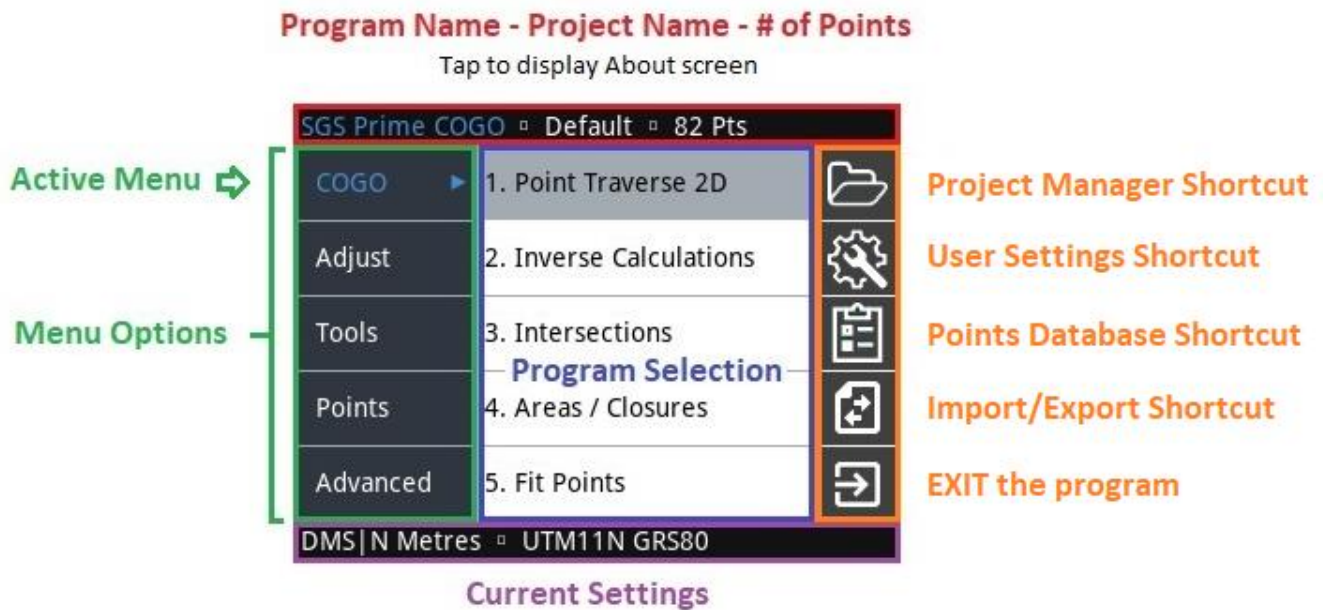 Program Name - Project Name - # of Points
Tap to display About screen
SGS Prime COGO ▫ Default ▫ 82 Pts
Active Menu
COGO
1. Point Traverse 2D
Project Manager Shortcut
Adjust
2. Inverse Calculations
User Settings Shortcut
Menu Options
Tools
3. Intersections
Points Database Shortcut
Program Selection
Points
4. Areas / Closures
Import/Export Shortcut
Advanced
5. Fit Points
EXIT the program
DMS|N Metres ▫ UTM11N GRS80
Current Settings